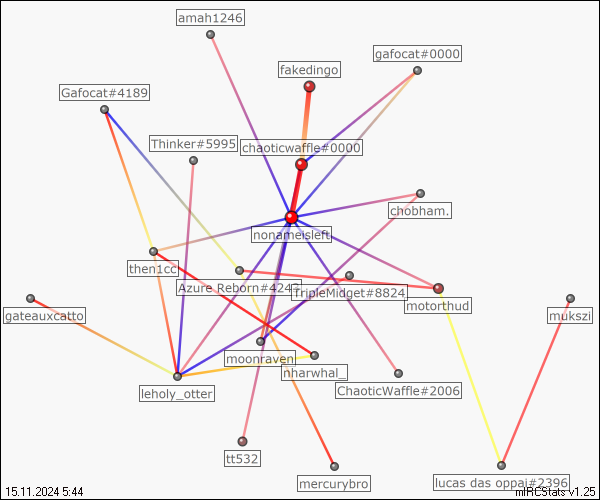 amah1246
gafocat#0000
fakedingo
Gafocat#4189
Thinker#5995
chaoticwaffle#0000
chobham.
nonameisleft
then1cc
Azure Reborn#4243
TripleMidget#8824
motorthud
gateauxcatto
mukszi
moonraven
nharwhal_
ChaoticWaffle#2006
leholy_otter
tt532
mercurybro
lucas das oppai#2396
15.11.2024 5:44
mIRCStats v1.25